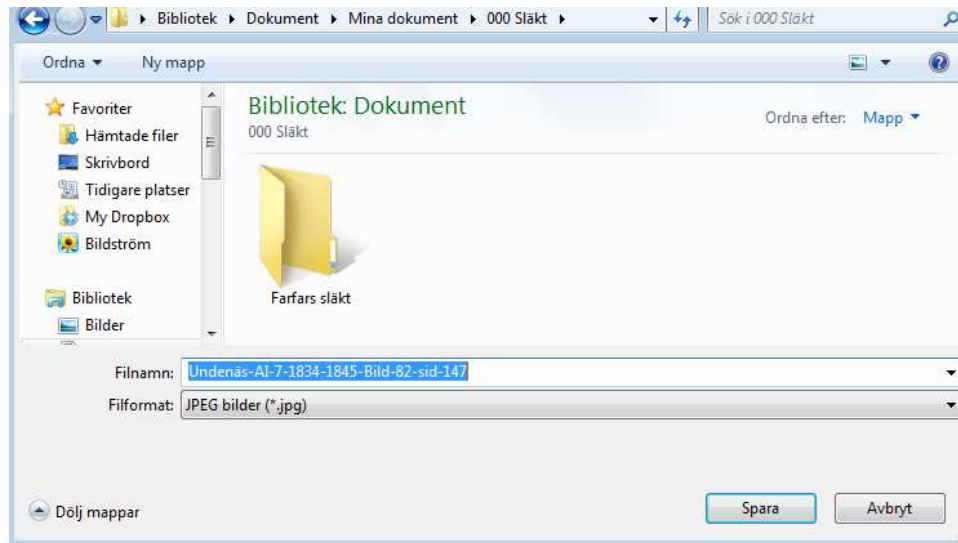 Bibliotek ▸ Dokument ▸ Mina dokument ▸ 000 Släkt ▸
Sök i 000 Släkt
Ordna
Ny mapp
Favoriter
Hämtade filer
Skrivbord
Tidigare platser
My Dropbox
Bildström
Bibliotek
Bilder
Bibliotek: Dokument
000 Släkt
Ordna efter: Mapp
Farfars släkt
Filnamn: Undenäs-AI-7-1834-1845-Bild-82-sid-147
Filformat: JPEG bilder (*.jpg)
Dölj mappar
Spara
Avbryt